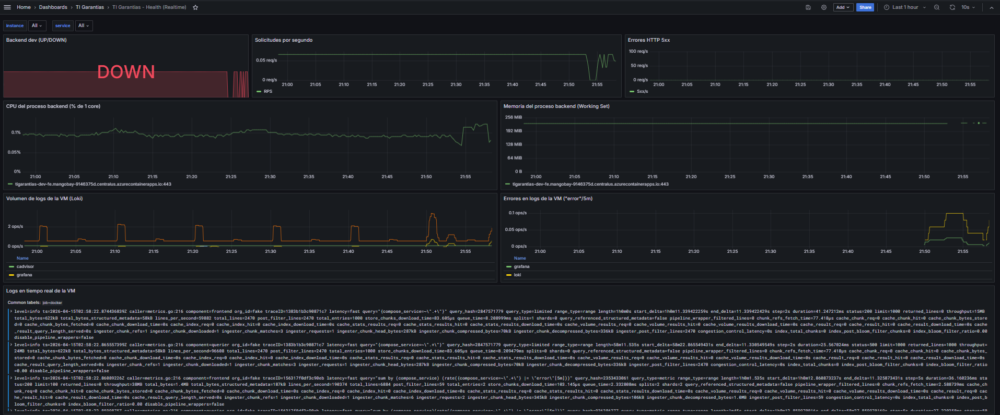 Home › Dashboards › TI Garantias › TI Garantias - Health (Realtime)
Add
Share
Last 1 hour
10s
instance All service All
Backend dev (UP/DOWN)
DOWN
Solicitudes por segundo
0.05 req/s
0 req/s
21:00 21:05 21:10 21:15 21:20 21:25 21:30 21:35 21:40 21:45 21:50 21:55
RPS
Errores HTTP 5xx
100 req/s
50 req/s
0 req/s
21:00 21:05 21:10 21:15 21:20 21:25 21:30 21:35 21:40 21:45 21:50 21:55
5xx/s
CPU del proceso backend (% de 1 core)
0.1%
0.05%
0%
21:00 21:05 21:10 21:15 21:20 21:25 21:30 21:35 21:40 21:45 21:50 21:55
tigarantias-dev-fe.mangobay-9146375d.centralus.azurecontainerapps.io:443
Memoria del proceso backend (Working Set)
256 MiB
192 MiB
128 MiB
64 MiB
0 B
21:00 21:05 21:10 21:15 21:20 21:25 21:30 21:35 21:40 21:45 21:50 21:55
tigarantias-dev-fe.mangobay-9146375d.centralus.azurecontainerapps.io:443
Volumen de logs de la VM (Loki)
2 ops/s
0 ops/s
21:00 21:05 21:10 21:15 21:20 21:25 21:30 21:35 21:40 21:45 21:50 21:55
Name
cadvisor
grafana
Errores en logs de la VM ("error"/5m)
0.1 ops/s
0.05 ops/s
0 ops/s
21:00 21:05 21:10 21:15 21:20 21:25 21:30 21:35 21:40 21:45 21:50 21:55
Name
grafana
loki
Logs en tiempo real de la VM
Common labels: job=docker
level=info ts=2026-04-15T02:58:22.874436839Z caller=metrics.go:216 component=frontend org_id=fake traceID=1383b1b3c90871c7 latency=fast query="{compose_service=~\".+\"}" query_hash=2847571779 query_type=limited range_type=range length=1h0m0s start_delta=1h0m11.339422259s end_delta=11.339422429s step=2s duration=41.247212ms status=200 limit=1000 returned_lines=0 throughput=15MB
total_bytes=622kB total_bytes_structured_metadata=58kB lines_per_second=59882 total_lines=2470 post_filter_lines=2470 total_entries=1000 store_chunks_download_time=83.605µs queue_time=8.208999ms splits=1 shards=0 query_referenced_structured_metadata=false pipeline_wrapper_filtered_lines=0 chunk_refs_fetch_time=77.418µs cache_chunk_req=0 cache_chunk_hit=0 cache_chunk_bytes_store
d=0 cache_chunk_bytes_fetched=0 cache_chunk_download_time=0s cache_index_req=0 cache_index_hit=0 cache_index_download_time=0s cache_stats_results_req=0 cache_stats_results_hit=0 cache_stats_results_download_time=0s cache_volume_results_req=0 cache_volume_results_hit=0 cache_volume_results_download_time=0s cache_result_req=0 cache_result_hit=0 cache_result_download_time=0s cache
_result_query_length_served=0s ingester_chunk_refs=1 ingester_chunk_downloaded=1 ingester_chunk_matches=3 ingester_requests=1 ingester_chunk_head_bytes=287kB ingester_chunk_compressed_bytes=70kB ingester_chunk_decompressed_bytes=336kB ingester_post_filter_lines=2470 congestion_control_latency=0s index_total_chunks=0 index_post_bloom_filter_chunks=0 index_bloom_filter_ratio=0.00
disable_pipeline_wrappers=false
level=info ts=2026-04-15T02:58:22.865557399Z caller=metrics.go:216 component=querier org_id=fake traceID=1383b1b3c90871c7 latency=fast query="{compose_service=~\".+\"}" query_hash=2847571779 query_type=limited range_type=range length=58m11.535s start_delta=58m22.865549431s end_delta=11.330549549s step=2s duration=25.567024ms status=500 limit=1000 returned_lines=1000 throughput=
24MB total_bytes=622kB total_bytes_structured_metadata=58kB lines_per_second=96608 total_lines=2470 post_filter_lines=2470 total_entries=1000 store_chunks_download_time=83.605µs queue_time=8.209479ms splits=0 shards=0 query_referenced_structured_metadata=false pipeline_wrapper_filtered_lines=0 chunk_refs_fetch_time=77.418µs cache_chunk_req=0 cache_chunk_hit=0 cache_chunk_bytes_
stored=0 cache_chunk_bytes_fetched=0 cache_chunk_download_time=0s cache_index_req=0 cache_index_hit=0 cache_index_download_time=0s cache_stats_results_req=0 cache_stats_results_hit=0 cache_stats_results_download_time=0s cache_volume_results_req=0 cache_volume_results_hit=0 cache_volume_results_download_time=0s cache_result_req=0 cache_result_hit=0 cache_result_download_time=0s
cache_result_query_length_served=0s ingester_chunk_refs=1 ingester_chunk_downloaded=1 ingester_chunk_matches=3 ingester_requests=1 ingester_chunk_head_bytes=287kB ingester_chunk_compressed_bytes=70kB ingester_chunk_decompressed_bytes=336kB ingester_post_filter_lines=2470 congestion_control_latency=0s index_total_chunks=0 index_post_bloom_filter_chunks=0 index_bloom_filter_ratio
=0.00 disable_pipeline_wrappers=false
level=info ts=2026-04-15T02:58:22.86089226Z caller=metrics.go:216 component=frontend org_id=fake traceID=156317f0df3c90eb latency=fast query="sum by (compose_service) (rate({compose_service=~\".+\"} |= \"error\"[5m]))" query_hash=2353433061 query_type=metric range_type=range length=1h0m1.535s start_delta=1h0m12.860873237s end_delta=11.325873431s step=5s duration=36.160236ms st
atus=200 limit=100 returned_lines=0 throughput=38MB total_bytes=1.4MB total_bytes_structured_metadata=187kB lines_per_second=190374 total_lines=6884 post_filter_lines=59 total_entries=2 store_chunks_download_time=103.145µs queue_time=2.332808ms splits=2 shards=2 query_referenced_structured_metadata=false pipeline_wrapper_filtered_lines=0 chunk_refs_fetch_time=2.588739ms cache_ch
unk_req=0 cache_chunk_hit=0 cache_chunk_bytes_stored=0 cache_chunk_bytes_fetched=0 cache_chunk_download_time=0s cache_index_req=0 cache_index_hit=0 cache_index_download_time=0s cache_stats_results_req=0 cache_stats_results_hit=0 cache_stats_results_download_time=0s cache_volume_results_req=0 cache_volume_results_hit=0 cache_volume_results_download_time=0s cache_result_req=0 ca
che_result_hit=0 cache_result_download_time=0s cache_result_query_length_served=0s ingester_chunk_refs=1 ingester_chunk_downloaded=1 ingester_chunk_matches=6 ingester_requests=2 ingester_chunk_head_bytes=345kB ingester_chunk_compressed_bytes=106kB ingester_chunk_decompressed_bytes=1.0MB ingester_post_filter_lines=59 congestion_control_latency=0s index_total_chunks=0 index_post_b
loom_filter_chunks=0 index_bloom_filter_ratio=0.00 disable_pipeline_wrappers=false